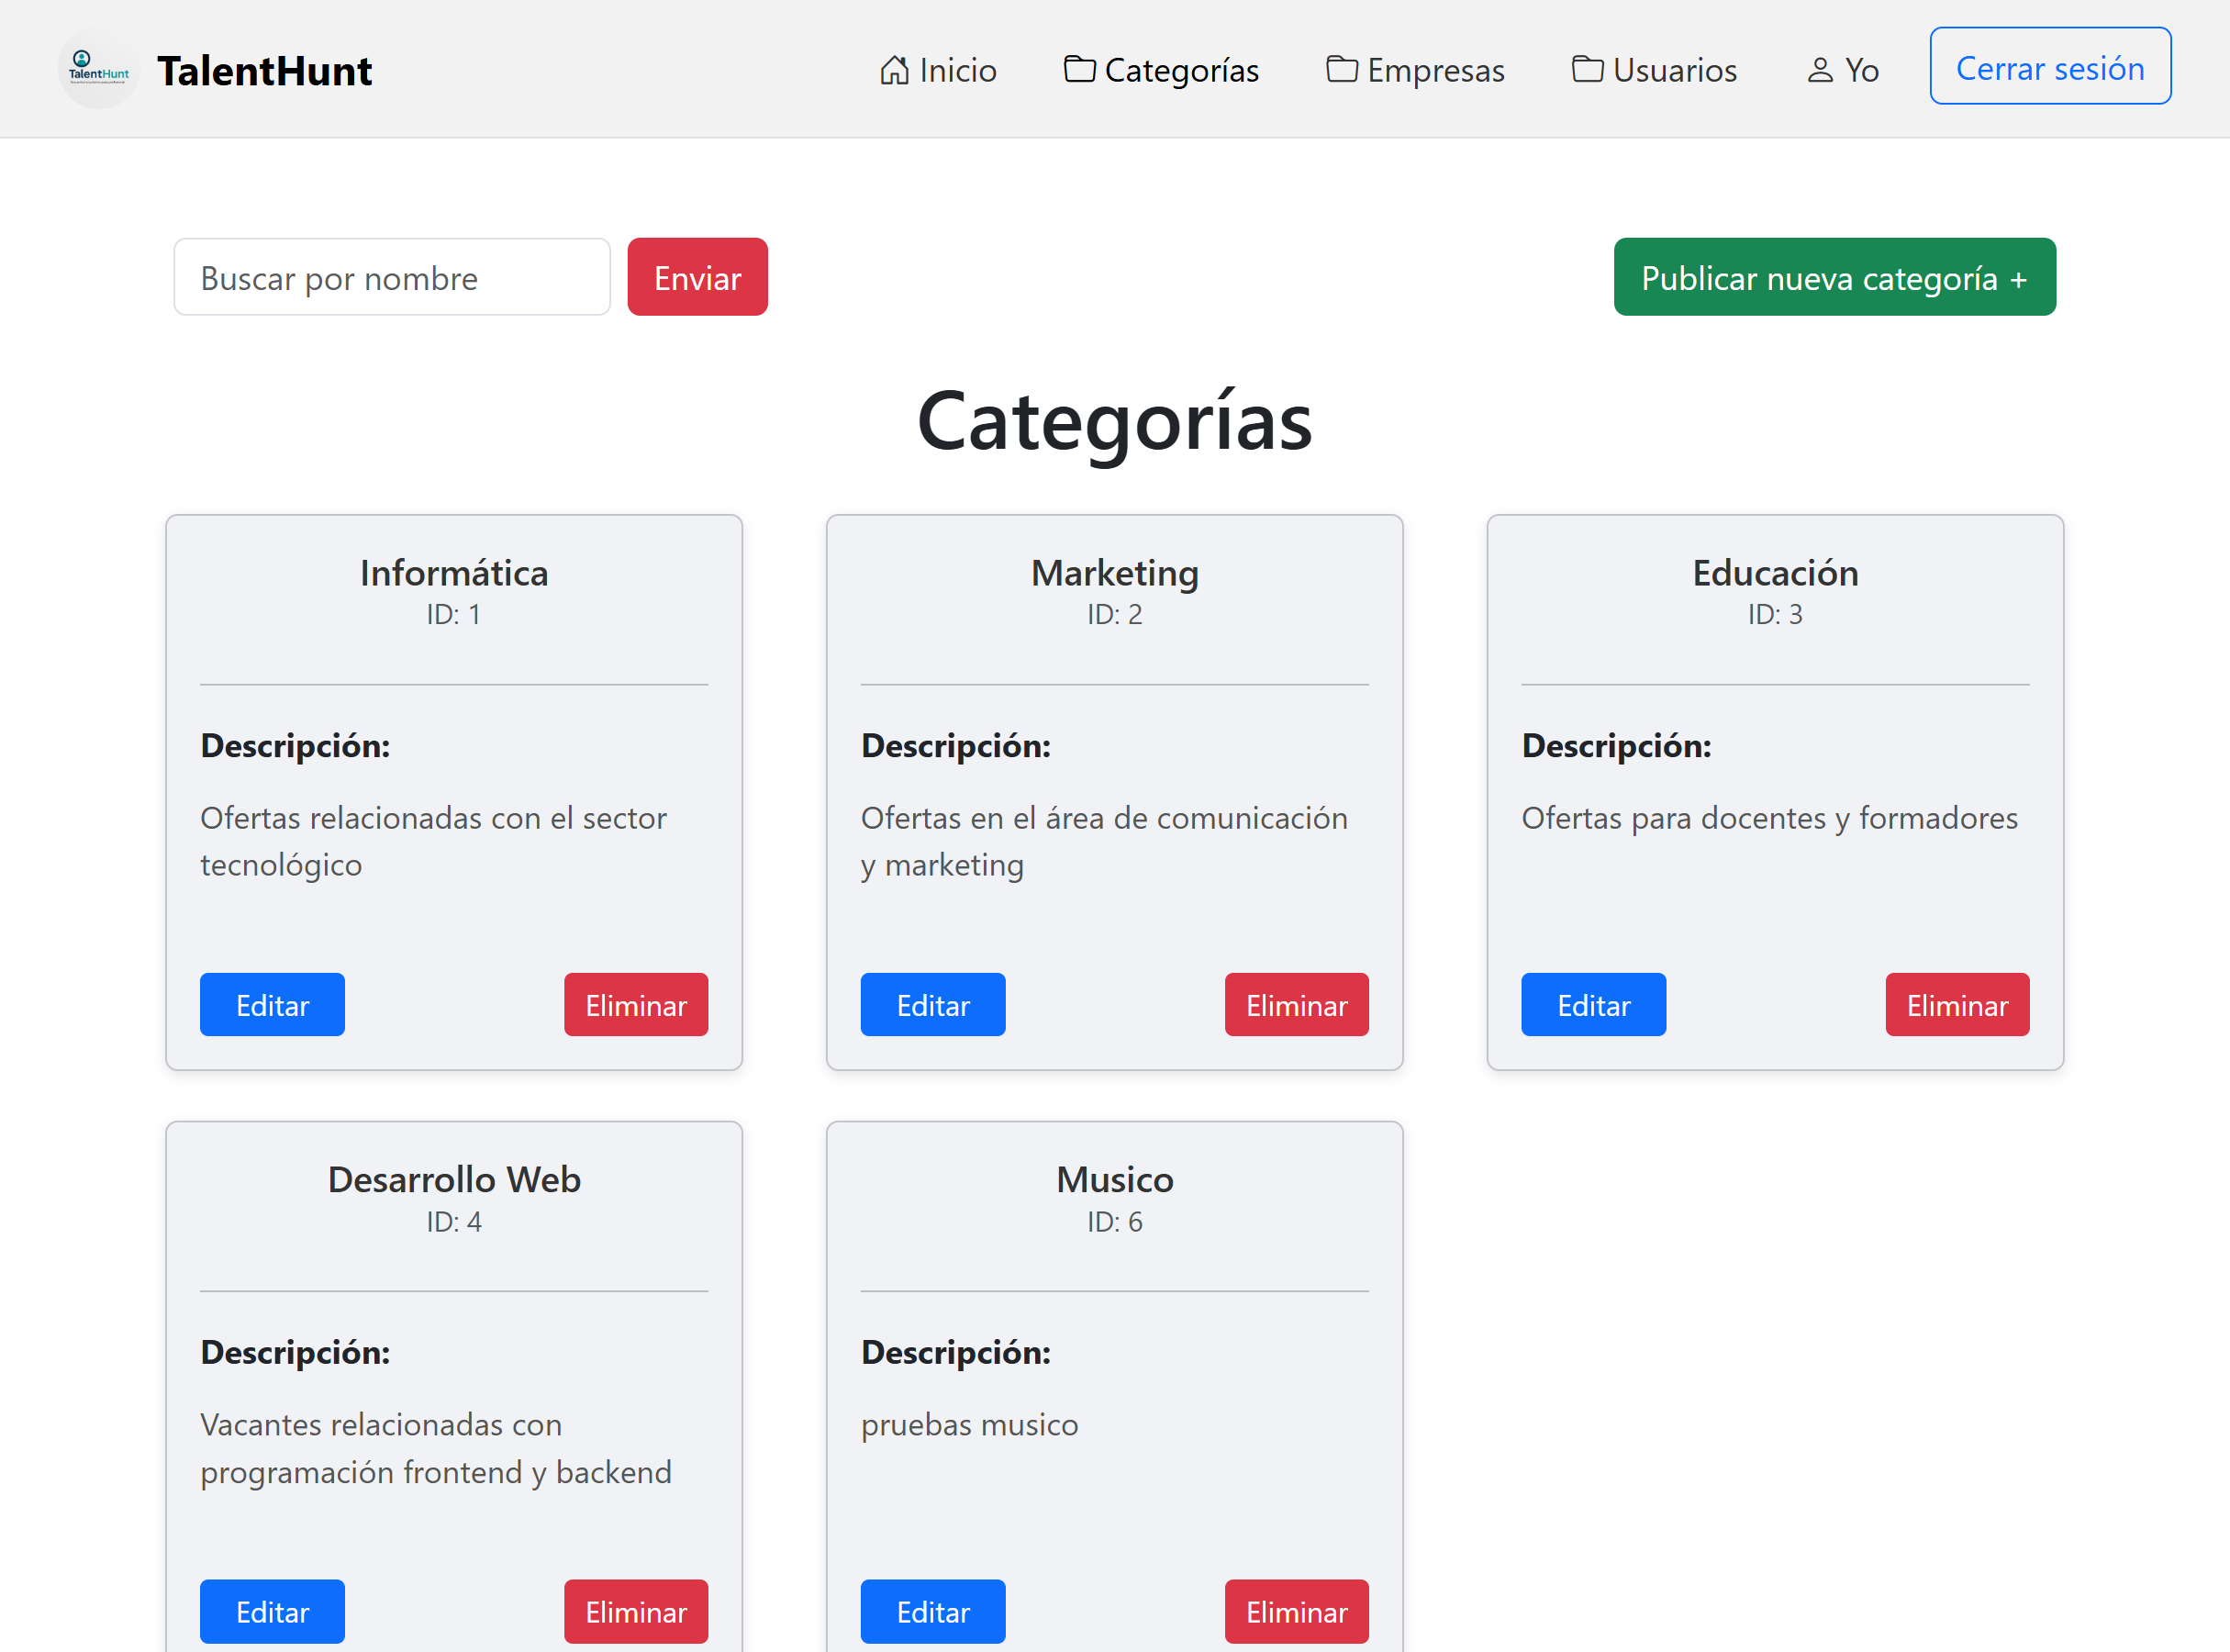 TalentHunt
TalentHunt
Inicio
Categorías
Empresas
Usuarios
Yo
Cerrar sesión
Buscar por nombre
Enviar
Publicar nueva categoría +
Categorías
Informática
ID: 1
Descripción:
Ofertas relacionadas con el sector
tecnológico
Editar
Eliminar
Marketing
ID: 2
Descripción:
Ofertas en el área de comunicación
y marketing
Editar
Eliminar
Educación
ID: 3
Descripción:
Ofertas para docentes y formadores
Editar
Eliminar
Desarrollo Web
ID: 4
Descripción:
Vacantes relacionadas con
programación frontend y backend
Editar
Eliminar
Musico
ID: 6
Descripción:
pruebas musico
Editar
Eliminar